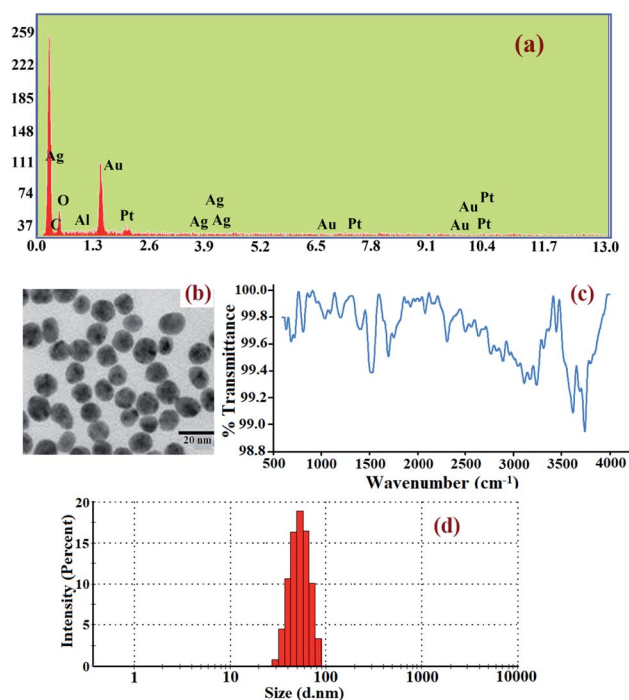 (a)
259
222
185
148
111
74
37
Ag
C
O
Al
Au
Pt
Ag
Ag
Ag
Au
Pt
Au
Au
Pt
Pt
0.0 1.3 2.6 3.9 5.2 6.5 7.8 9.1 10.4 11.7 13.0
(b)
20 nm
(c)
% Transmittance
100.0
99.8
99.6
99.4
99.2
99.0
98.8
500 1000 1500 2000 2500 3000 3500 4000
Wavenumber (cm-1)
(d)
Intensity (Percent)
20
15
10
5
0
1 10 100 1000 10000
Size (d.nm)